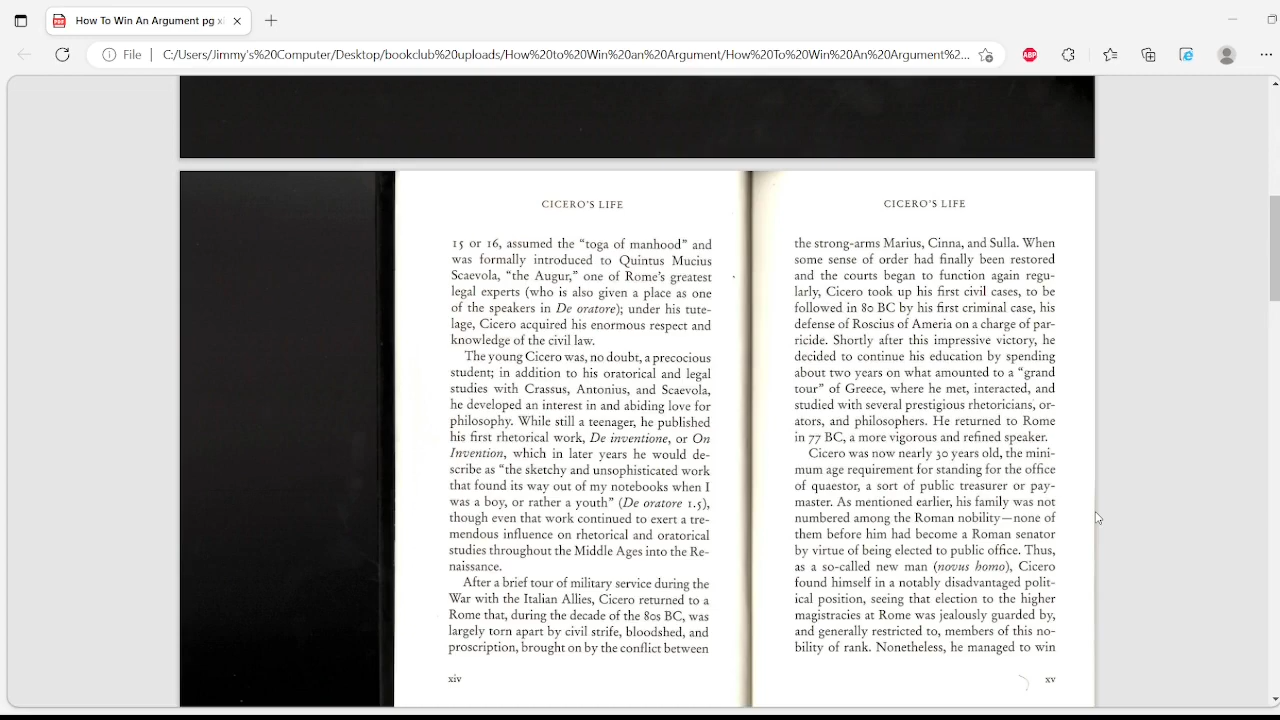 How To Win An Argument pg x
File
C:/Users/Jimmy's%20Computer/Desktop/bookclub%20uploads/How%20to%20Win%20an%20Argument/How%20To%20Win%20An%20Argument%2...
ABP
CICERO'S LIFE
15 or 16, assumed the “toga of manhood” and
was formally introduced to Quintus Mucius
Scaevola, “the Augur,” one of Rome's greatest
legal experts (who is also given a place as one
of the speakers in De oratore); under his tute-
lage, Cicero acquired his enormous respect and
knowledge of the civil law.
The young Cicero was, no doubt, a precocious
student; in addition to his oratorical and legal
studies with Crassus, Antonius, and Scaevola,
he developed an interest in and abiding love for
philosophy. While still a teenager, he published
his first rhetorical work, De inventione, or On
Invention, which in later years he would de-
scribe as “the sketchy and unsophisticated work
that found its way out of my notebooks when I
was a boy, or rather a youth” (De oratore 1.5),
though even that work continued to exert a tre-
mendous influence on rhetorical and oratorical
studies throughout the Middle Ages into the Re-
naissance.
After a brief tour of military service during the
War with the Italian Allies, Cicero returned to a
Rome that, during the decade of the 80s BC, was
largely torn apart by civil strife, bloodshed, and
proscription, brought on by the conflict between
xiv
CICERO'S LIFE
the strong-arms Marius, Cinna, and Sulla. When
some sense of order had finally been restored
and the courts began to function again regu-
larly, Cicero took up his first civil cases, to be
followed in 80 BC by his first criminal case, his
defense of Roscius of Ameria on a charge of par-
ricide. Shortly after this impressive victory, he
decided to continue his education by spending
about two years on what amounted to a “grand
tour” of Greece, where he met, interacted, and
studied with several prestigious rhetoricians, or-
ators, and philosophers. He returned to Rome
in 77 BC, a more vigorous and refined speaker.
Cicero was now nearly 30 years old, the mini-
mum age requirement for standing for the office
of quaestor, a sort of public treasurer or pay-
master. As mentioned earlier, his family was not
numbered among the Roman nobility—none of
them before him had become a Roman senator
by virtue of being elected to public office. Thus,
as a so-called new man (novus homo), Cicero
found himself in a notably disadvantaged polit-
ical position, seeing that election to the higher
magistracies at Rome was jealously guarded by,
and generally restricted to, members of this no-
bility of rank. Nonetheless, he managed to win
xv